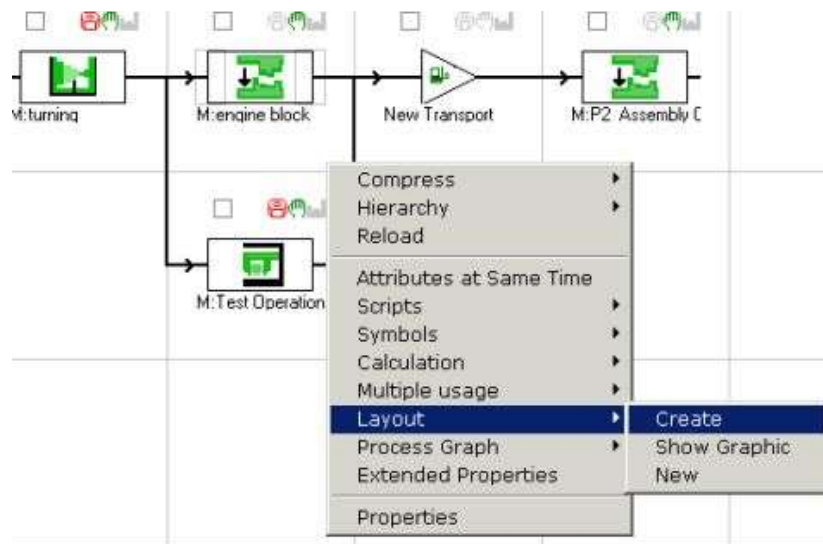 M:turning
M:engine block
New Transport
M:P2 Assembly C
M:Test Operation
Compress
Hierarchy
Reload
Attributes at Same Time
Scripts
Symbols
Calculation
Multiple usage
Layout
Process Graph
Extended Properties
Properties
Create
Show Graphic
New